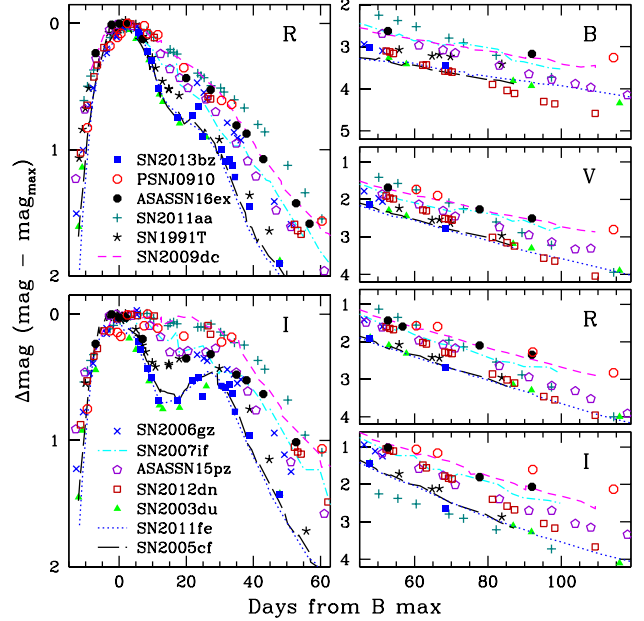 R
0
1
2
SN2013bz
PSNJ0910
ASASSN16ex
SN2011aa
SN1991T
SN2009dc
I
0
1
2
SN2006gz
SN2007if
ASASSN15pz
SN2012dn
SN2003du
SN2011fe
SN2005cf
0 20 40 60
Δmag (mag − mag_max)
B
2
3
4
5
V
1
2
3
4
R
1
2
3
4
I
1
2
3
4
60 80 100
Days from B max